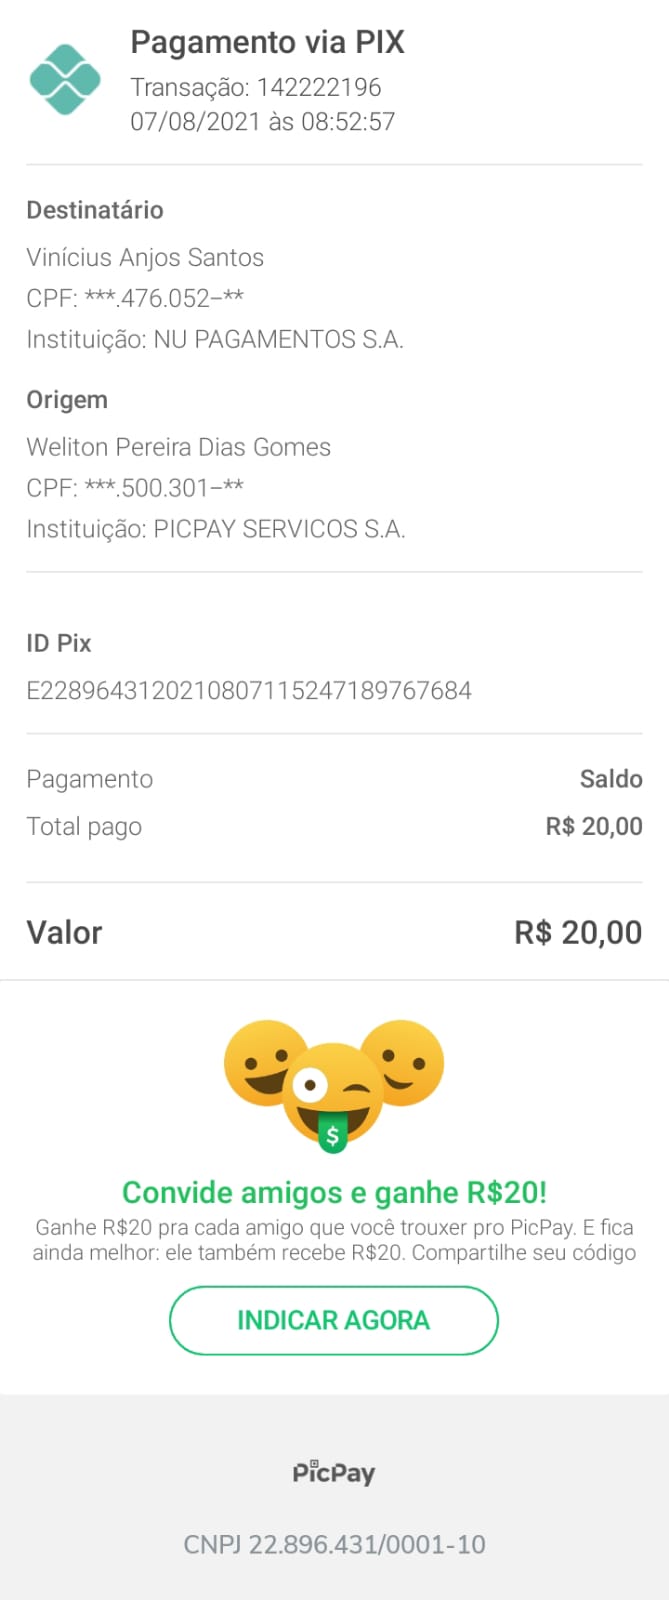 Pagamento via PIX
Transação: 142222196
07/08/2021 às 08:52:57
Destinatário
Vinícius Anjos Santos
CPF: ***.476.052–**
Instituição: NU PAGAMENTOS S.A.
Origem
Weliton Pereira Dias Gomes
CPF: ***.500.301–**
Instituição: PICPAY SERVICOS S.A.
ID Pix
E22896431202108071152471897​67684
Pagamento Saldo
Total pago R$ 20,00
Valor R$ 20,00
$
Convide amigos e ganhe R$20!
Ganhe R$20 pra cada amigo que você trouxer pro PicPay. E fica
ainda melhor: ele também recebe R$20. Compartilhe seu código
INDICAR AGORA
PicPay
CNPJ 22.896.431/0001-10